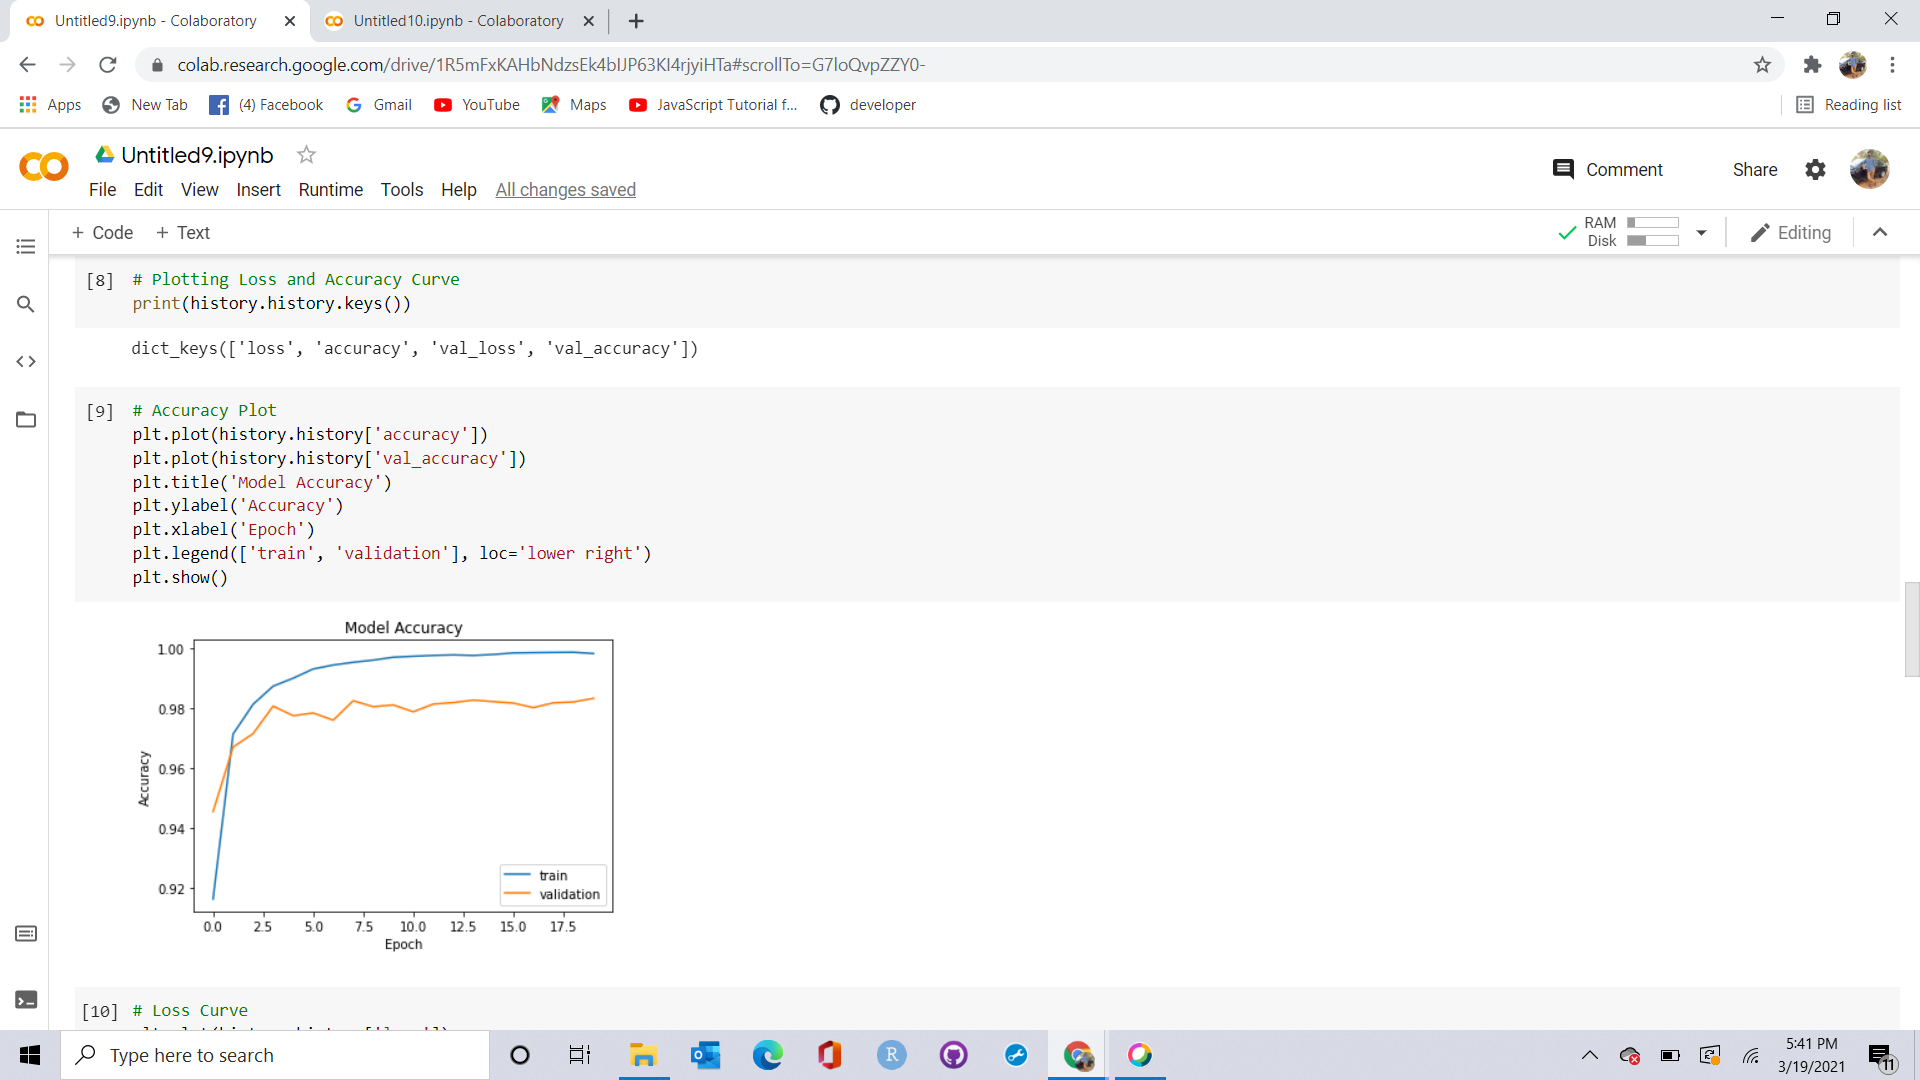 Untitled9.ipynb - Colaboratory
Untitled10.ipynb - Colaboratory
colab.research.google.com/drive/1R5mFxKAHbNdzsEk4bIJP63KI4rjyiHTa#scrollTo=G7loQvpZZY0-
Apps New Tab (4) Facebook Gmail YouTube Maps JavaScript Tutorial f... developer Reading list
Untitled9.ipynb
Comment Share
File Edit View Insert Runtime Tools Help All changes saved
+ Code + Text
RAM
Disk
Editing
[8] # Plotting Loss and Accuracy Curve
print(history.history.keys())
dict_keys(['loss', 'accuracy', 'val_loss', 'val_accuracy'])
[9] # Accuracy Plot
plt.plot(history.history['accuracy'])
plt.plot(history.history['val_accuracy'])
plt.title('Model Accuracy')
plt.ylabel('Accuracy')
plt.xlabel('Epoch')
plt.legend(['train', 'validation'], loc='lower right')
plt.show()
Model Accuracy
1.00
0.98
0.96
0.94
0.92
Accuracy
train
validation
0.0 2.5 5.0 7.5 10.0 12.5 15.0 17.5
Epoch
[10] # Loss Curve
Type here to search
R
5:41 PM
3/19/2021
11